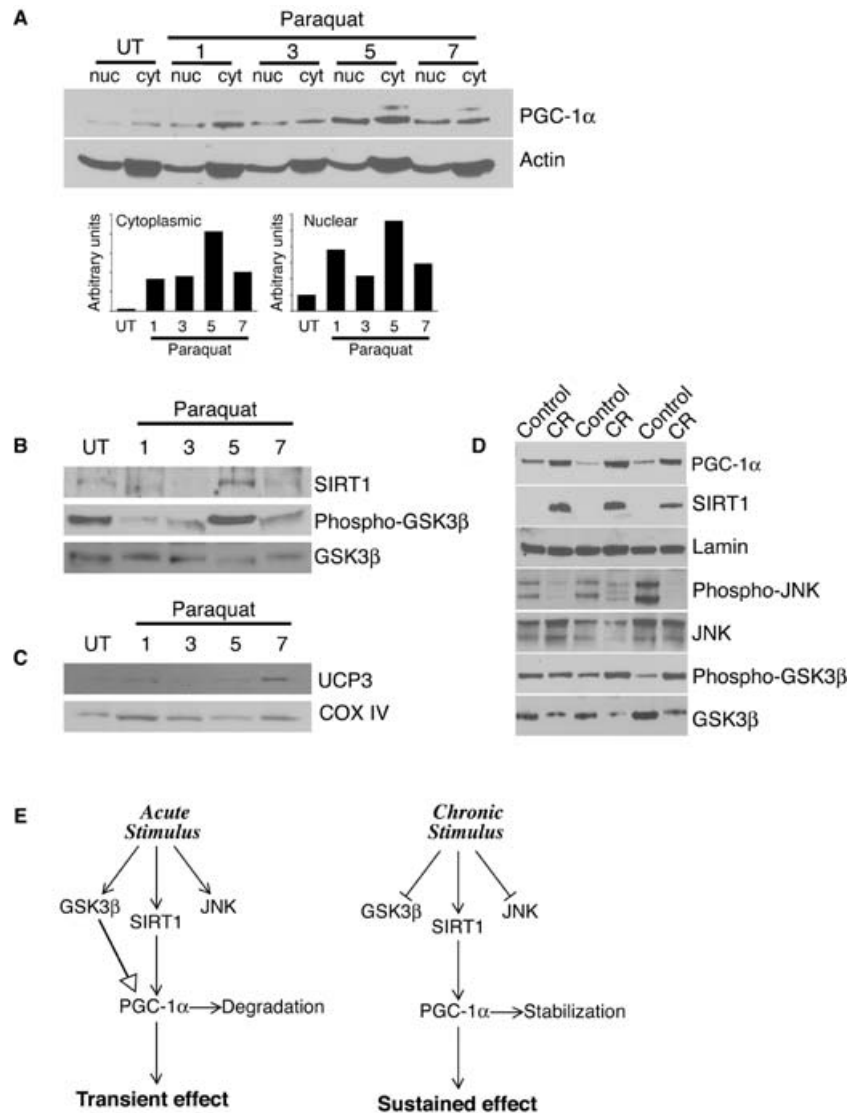 A
Paraquat
UT 1 3 5 7
nuc cyt nuc cyt nuc cyt nuc cyt nuc cyt
PGC-1α
Actin
Arbitrary units
Cytoplasmic
UT 1 3 5 7
Paraquat
Arbitrary units
Nuclear
UT 1 3 5 7
Paraquat
B
Paraquat
UT 1 3 5 7
SIRT1
Phospho-GSK3β
GSK3β
C
Paraquat
UT 1 3 5 7
UCP3
COX IV
D
Control CR Control CR Control CR
PGC-1α
SIRT1
Lamin
Phospho-JNK
JNK
Phospho-GSK3β
GSK3β
E
Acute
Stimulus
GSK3β SIRT1 JNK
PGC-1α Degradation
Transient effect
Chronic
Stimulus
GSK3β SIRT1 JNK
PGC-1α Stabilization
Sustained effect